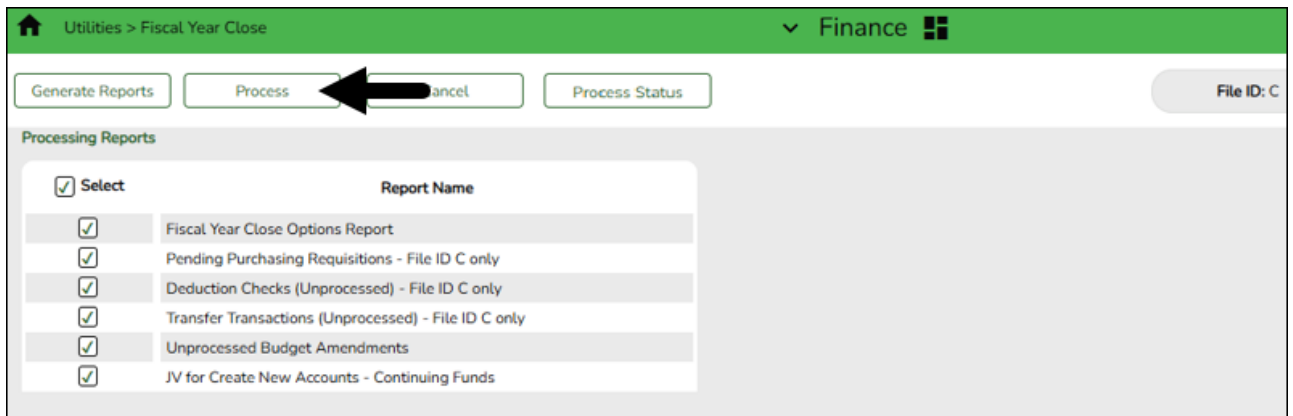 Utilities > Fiscal Year Close
Finance
Generate Reports
Process
ancel
Process Status
File ID: C
Processing Reports
Select
Report Name
Fiscal Year Close Options Report
Pending Purchasing Requisitions - File ID C only
Deduction Checks (Unprocessed) - File ID C only
Transfer Transactions (Unprocessed) - File ID C only
Unprocessed Budget Amendments
JV for Create New Accounts - Continuing Funds